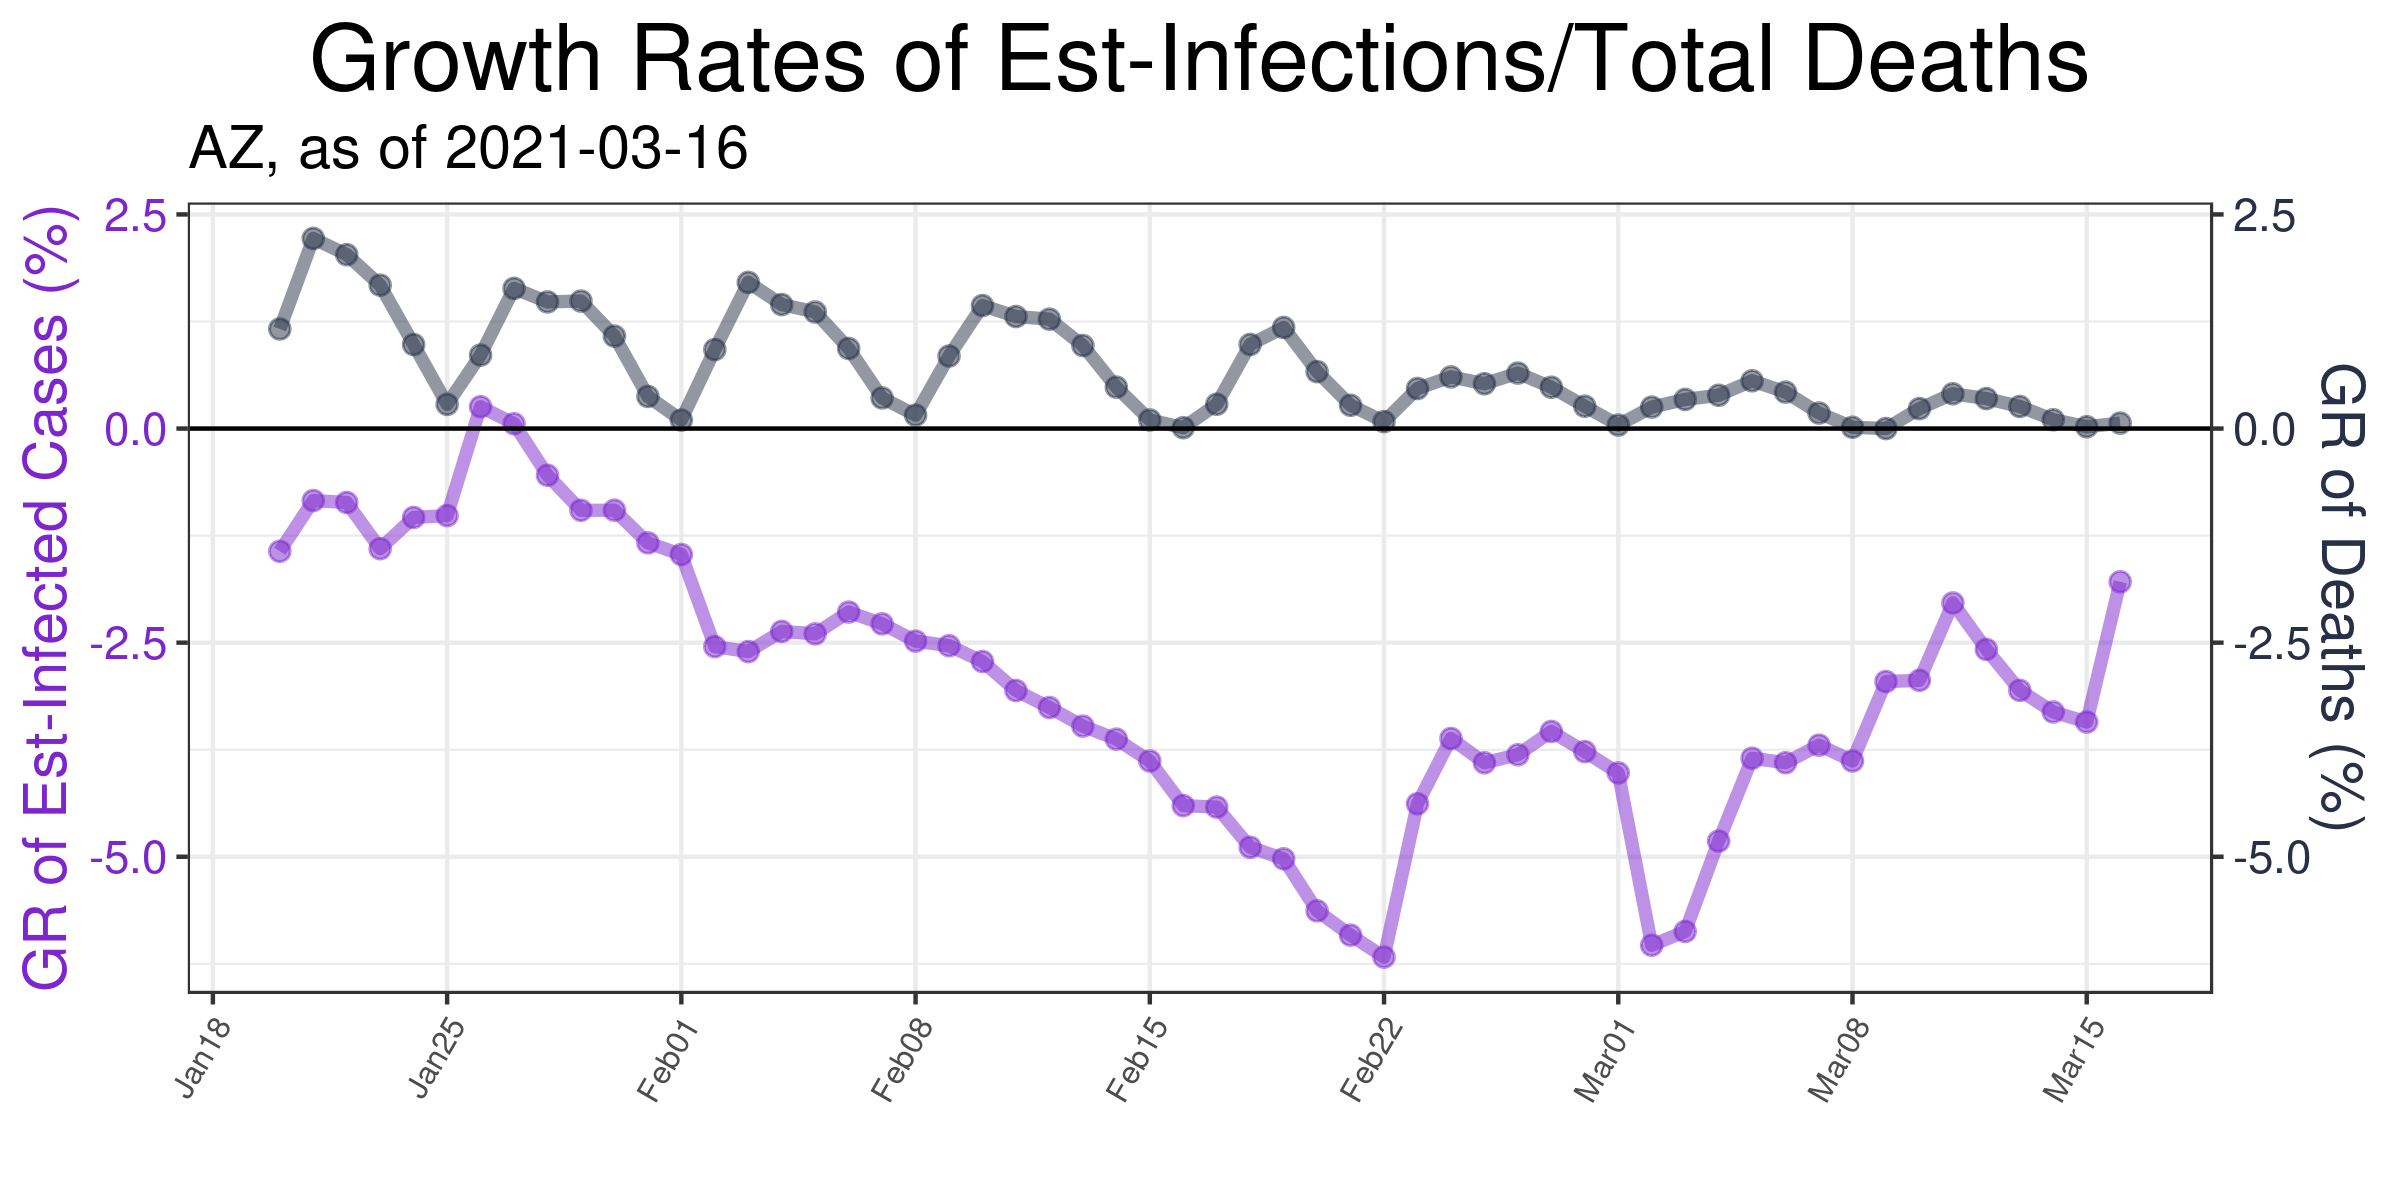 Growth Rates of Est-Infections/Total Deaths
AZ, as of 2021-03-16
GR of Est-Infected Cases (%)
2.5
0.0
-2.5
-5.0
2.5
0.0
-2.5
-5.0
GR of Deaths (%)
Jan18
Jan25
Feb01
Feb08
Feb15
Feb22
Mar01
Mar08
Mar15